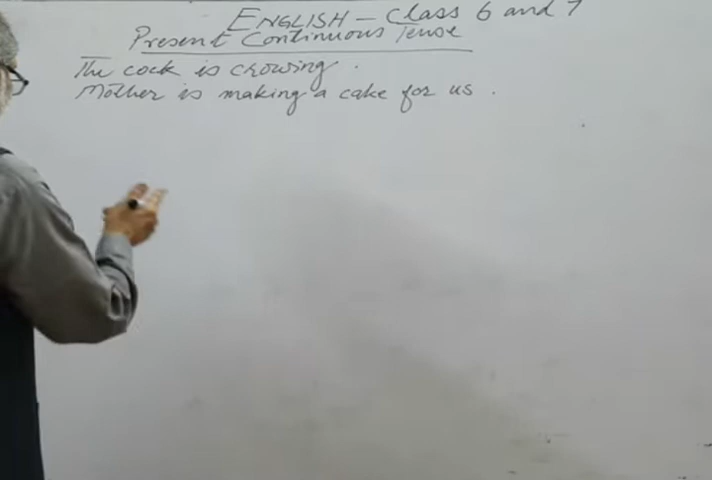 ENGLISH - Class 6 and 7
Present Continuous Tense
The cock is crowing.
Mother is making a cake for us.